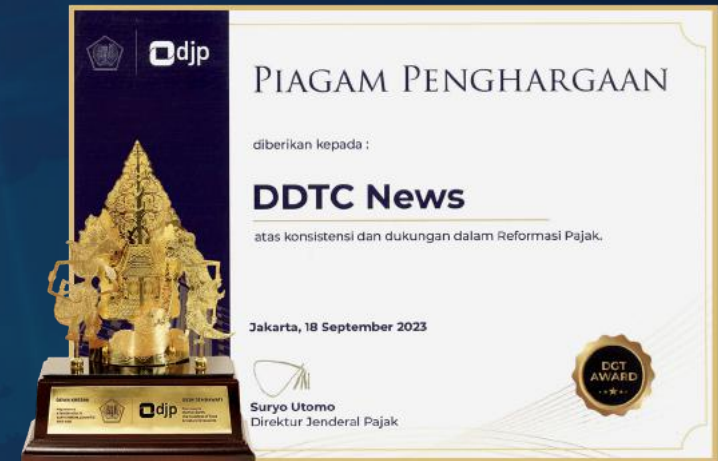 djp
PIAGAM PENGHARGAAN
diberikan kepada :
DDTC News
atas konsistensi dan dukungan dalam Reformasi Pajak.
Jakarta, 18 September 2023
Suryo Utomo
Direktur Jenderal Pajak
DGT
AWARD
djp